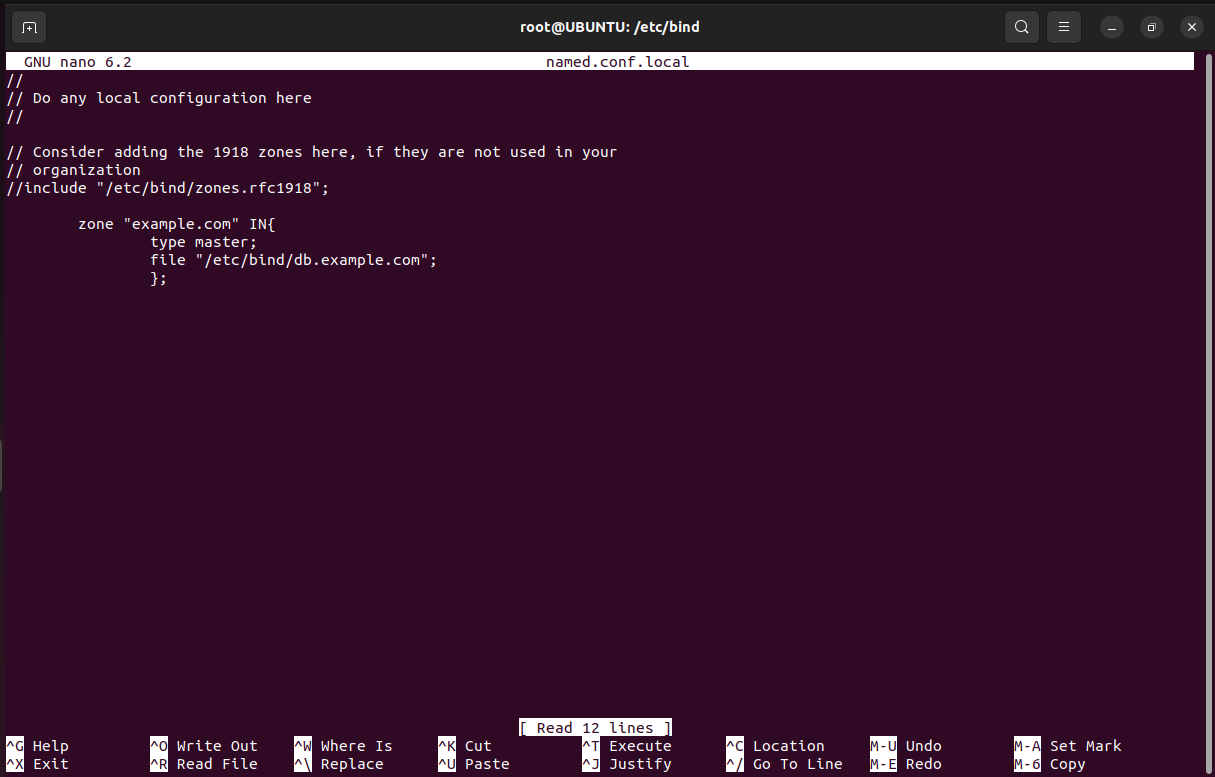 root@UBUNTU: /etc/bind
GNU nano 6.2 named.conf.local
//
// Do any local configuration here
//
// Consider adding the 1918 zones here, if they are not used in your
// organization
//include "/etc/bind/zones.rfc1918";
zone "example.com" IN{
type master;
file "/etc/bind/db.example.com";
};
[ Read 12 lines ]
^G Help ^O Write Out ^W Where Is ^K Cut ^T Execute ^C Location M-U Undo M-A Set Mark
^X Exit ^R Read File ^\ Replace ^U Paste ^J Justify ^/ Go To Line M-E Redo M-6 Copy